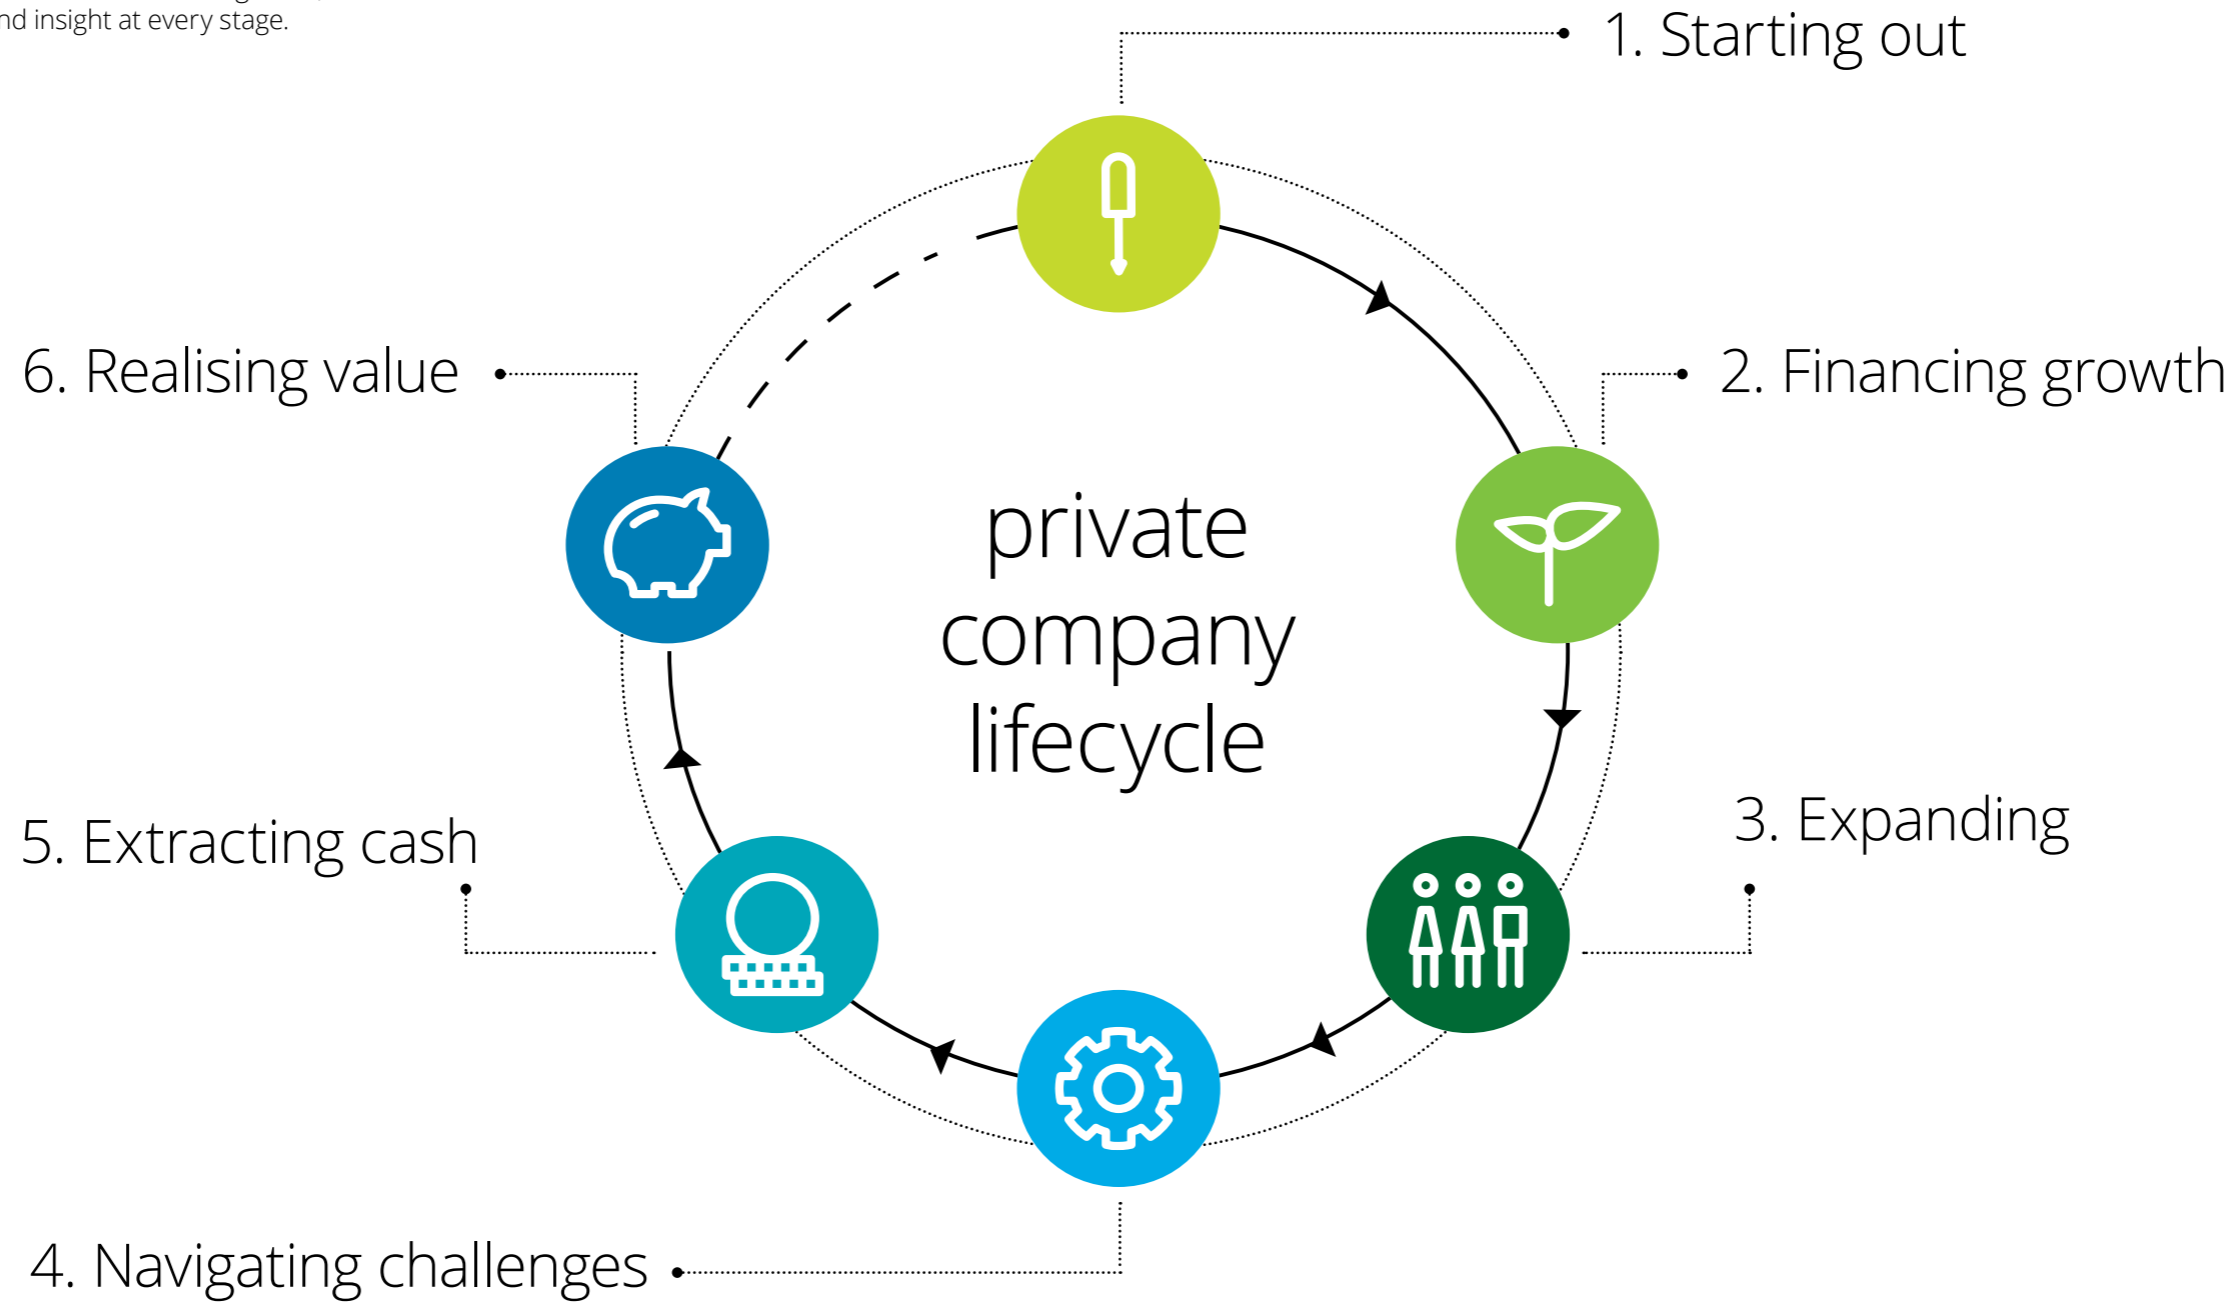 nd insight at every stage.
1. Starting out
2. Financing growth
3. Expanding
4. Navigating challenges
5. Extracting cash
6. Realising value
private
company
lifecycle